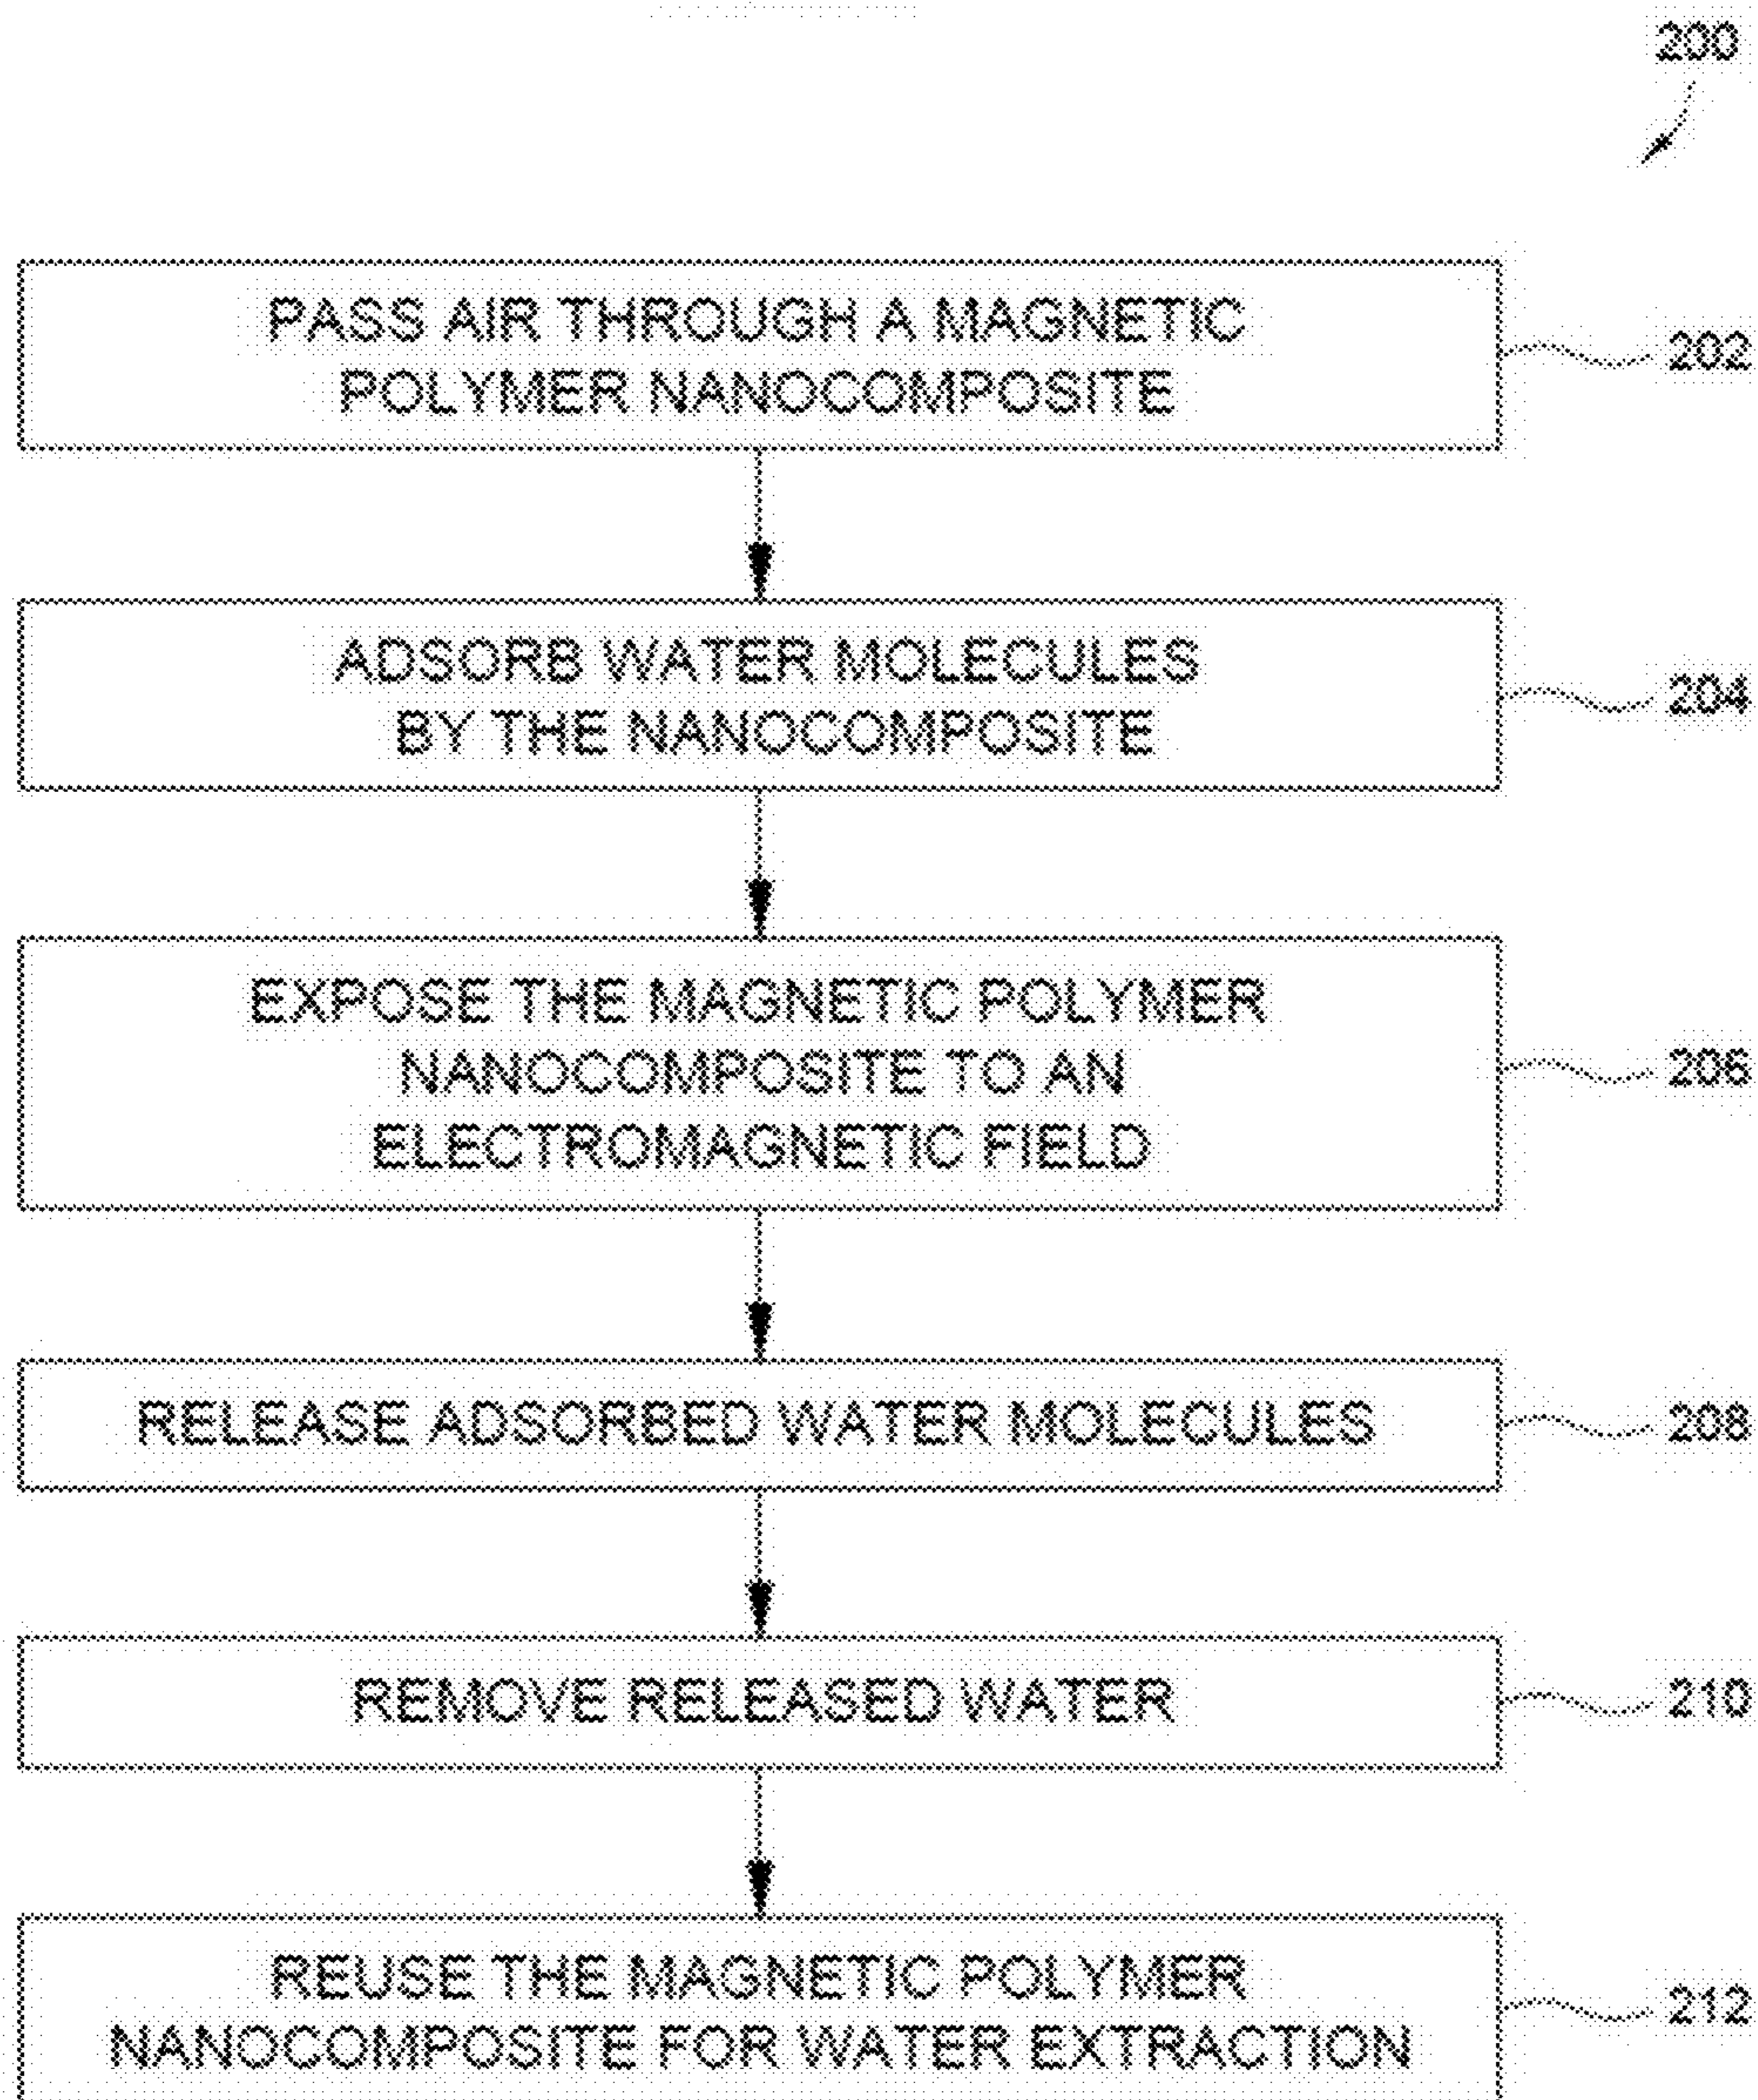 200
PASS AIR THROUGH A MAGNETIC
POLYMER NANOCOMPOSITE
202
ADSORB WATER MOLECULES
BY THE NANOCOMPOSITE
204
EXPOSE THE MAGNETIC POLYMER
NANOCOMPOSITE TO AN
ELECTROMAGNETIC FIELD
206
RELEASE ADSORBED WATER MOLECULES
208
REMOVE RELEASED WATER
210
REUSE THE MAGNETIC POLYMER
NANOCOMPOSITE FOR WATER EXTRACTION
212